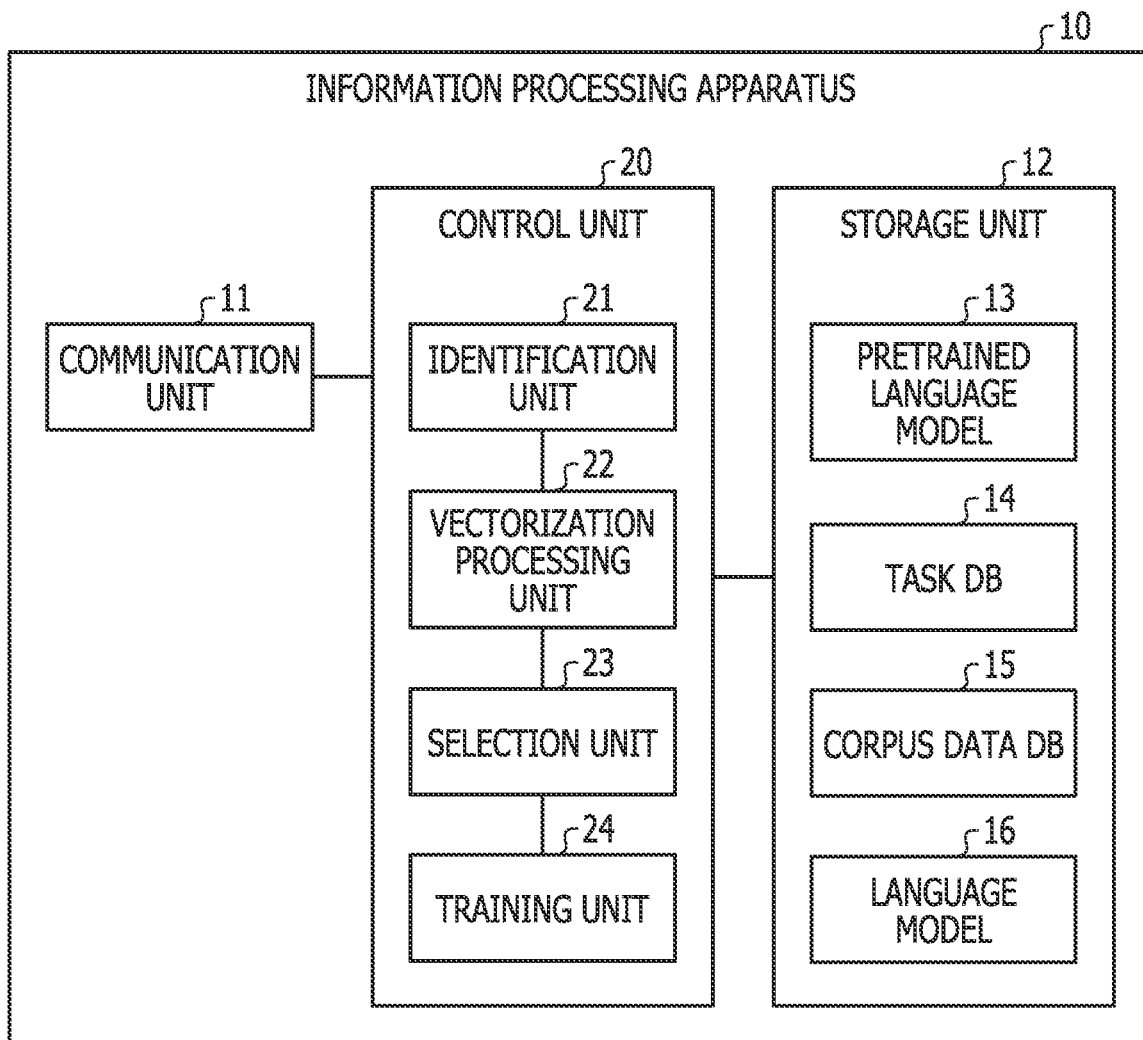 10
INFORMATION PROCESSING APPARATUS
20
CONTROL UNIT
12
STORAGE UNIT
11
COMMUNICATION
UNIT
21
IDENTIFICATION
UNIT
22
VECTORIZATION
PROCESSING
UNIT
23
SELECTION UNIT
24
TRAINING UNIT
13
PRETRAINED
LANGUAGE
MODEL
14
TASK DB
15
CORPUS DATA DB
16
LANGUAGE
MODEL